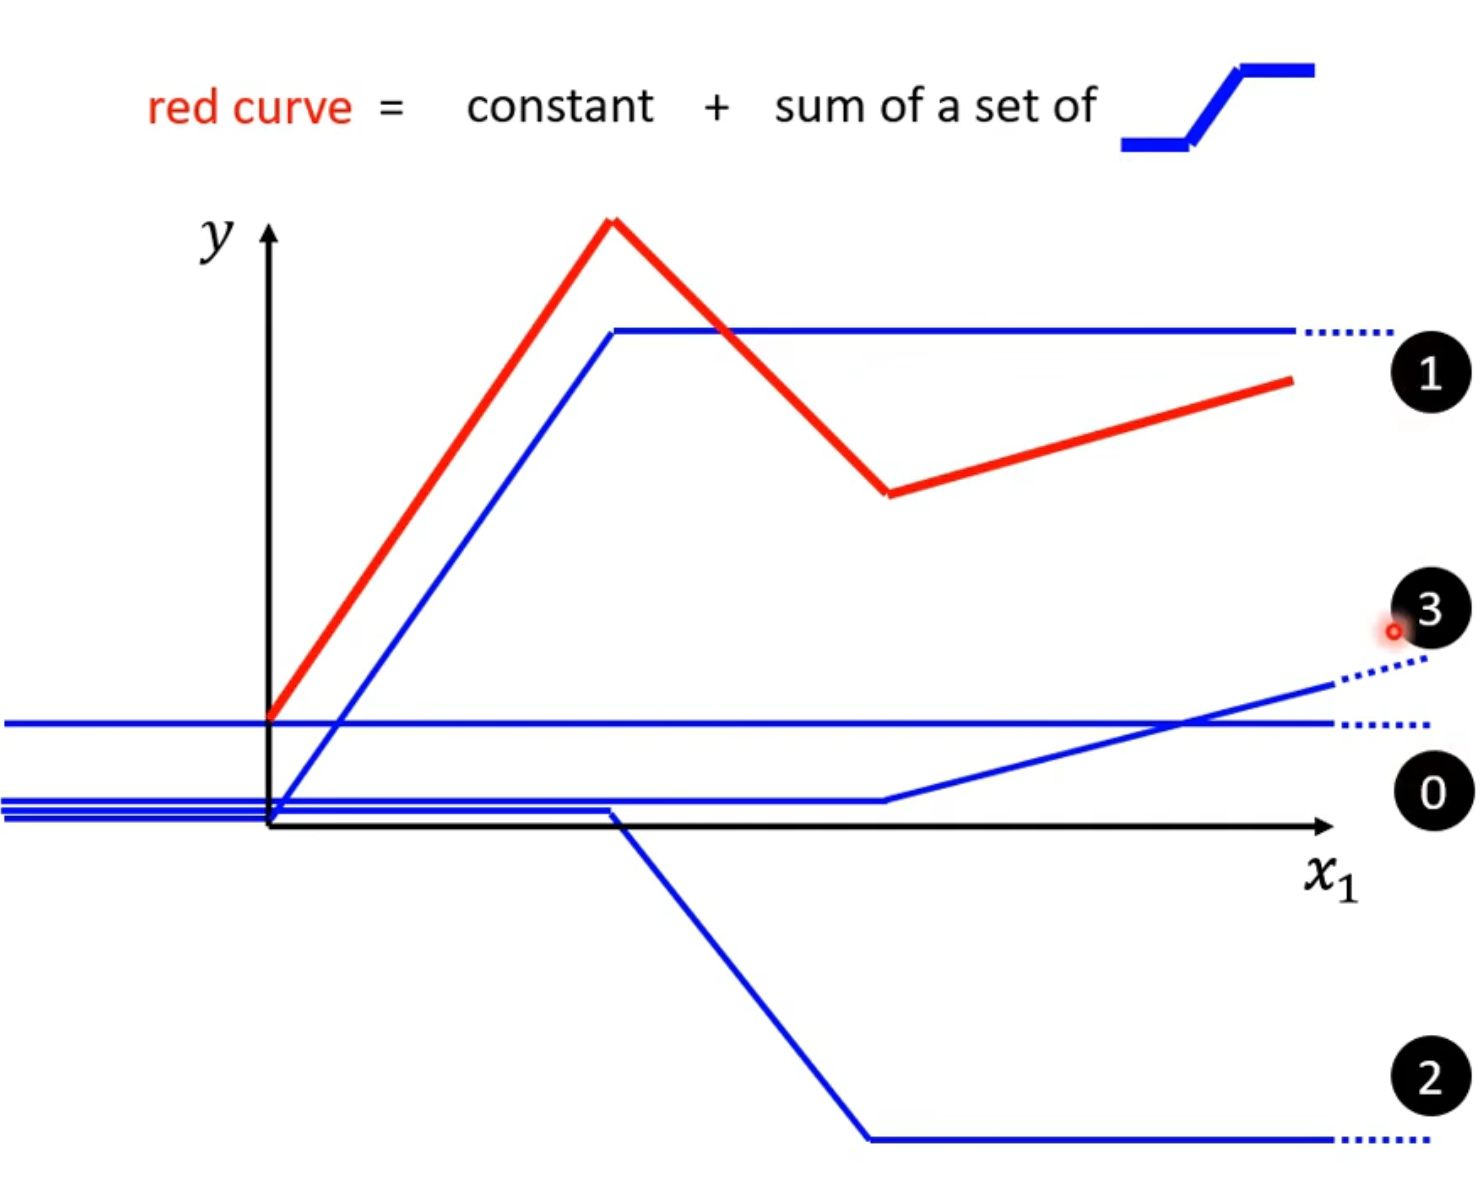 red curve = constant + sum of a set of
y
1
3
0
x₁
2